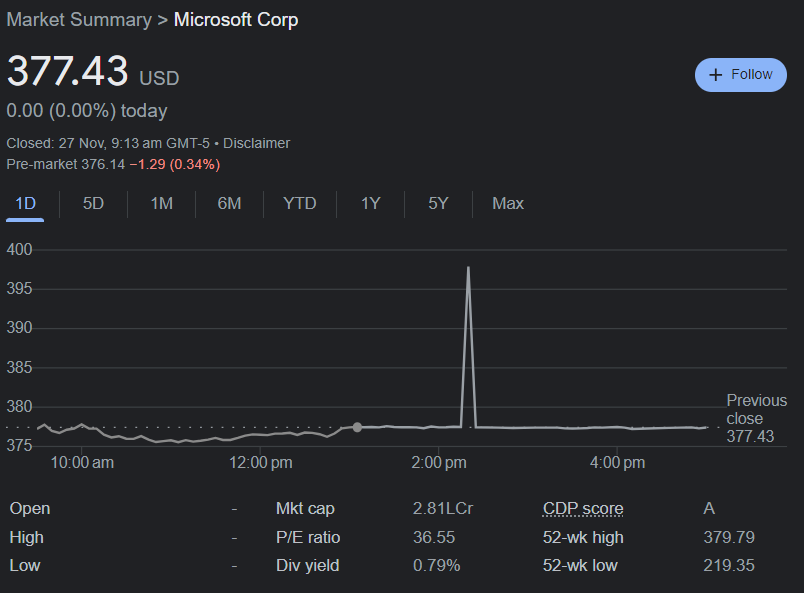 Market Summary > Microsoft Corp
377.43 USD
+ Follow
0.00 (0.00%) today
Closed: 27 Nov, 9:13 am GMT-5 • Disclaimer
Pre-market 376.14 −1.29 (0.34%)
1D 5D 1M 6M YTD 1Y 5Y Max
400
395
390
385
380
375
Previous
close
377.43
10:00 am 12:00 pm 2:00 pm 4:00 pm
Open - Mkt cap 2.81LCr CDP score A
High - P/E ratio 36.55 52-wk high 379.79
Low - Div yield 0.79% 52-wk low 219.35